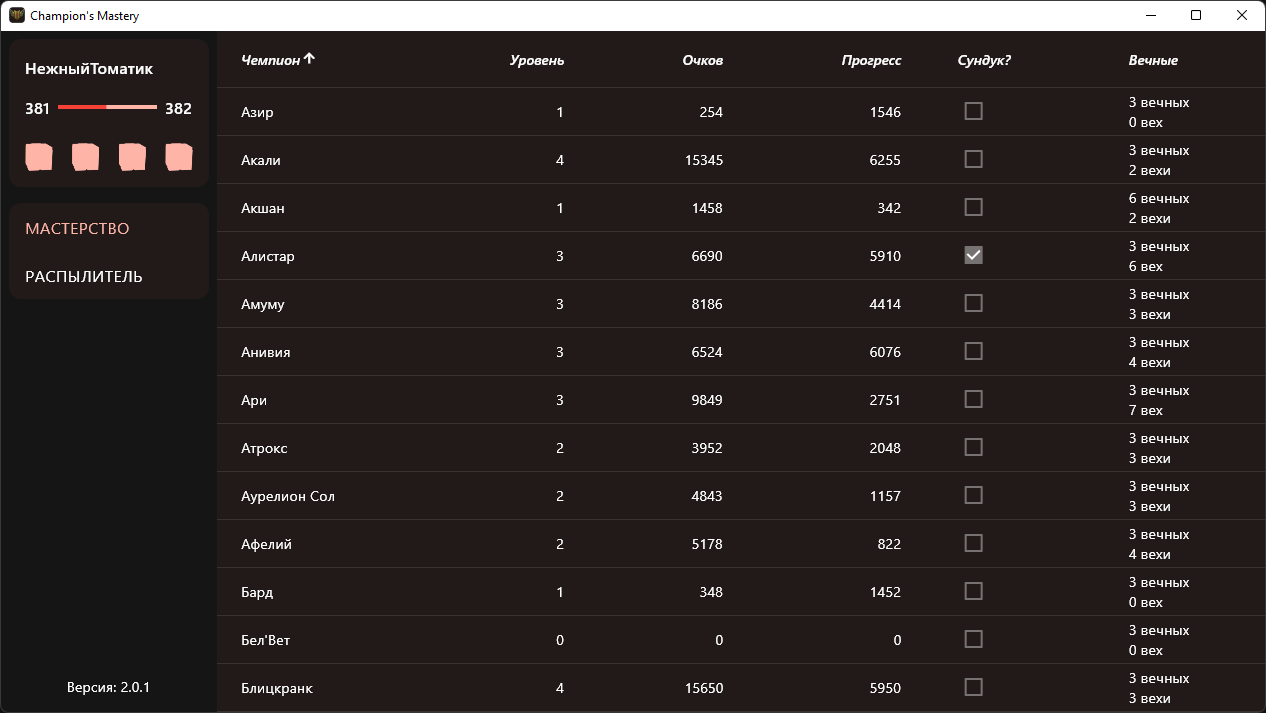 Champion's Mastery
НежныйТоматик
381 382
МАСТЕРСТВО
РАСПЫЛИТЕЛЬ
Версия: 2.0.1
Чемпион Уровень Очков Прогресс Сундук? Вечные
Азир 1 254 1546 3 вечных
0 вех
Акали 4 15345 6255 3 вечных
2 вехи
Акшан 1 1458 342 6 вечных
2 вехи
Алистар 3 6690 5910 3 вечных
6 вех
Амуму 3 8186 4414 3 вечных
3 вехи
Анивия 3 6524 6076 3 вечных
4 вехи
Ари 3 9849 2751 3 вечных
7 вех
Атрокс 2 3952 2048 3 вечных
3 вехи
Аурелион Сол 2 4843 1157 3 вечных
3 вехи
Афелий 2 5178 822 3 вечных
4 вехи
Бард 1 348 1452 3 вечных
0 вех
Бел'Вет 0 0 0 3 вечных
0 вех
Блицкранк 4 15650 5950 3 вечных
3 вехи